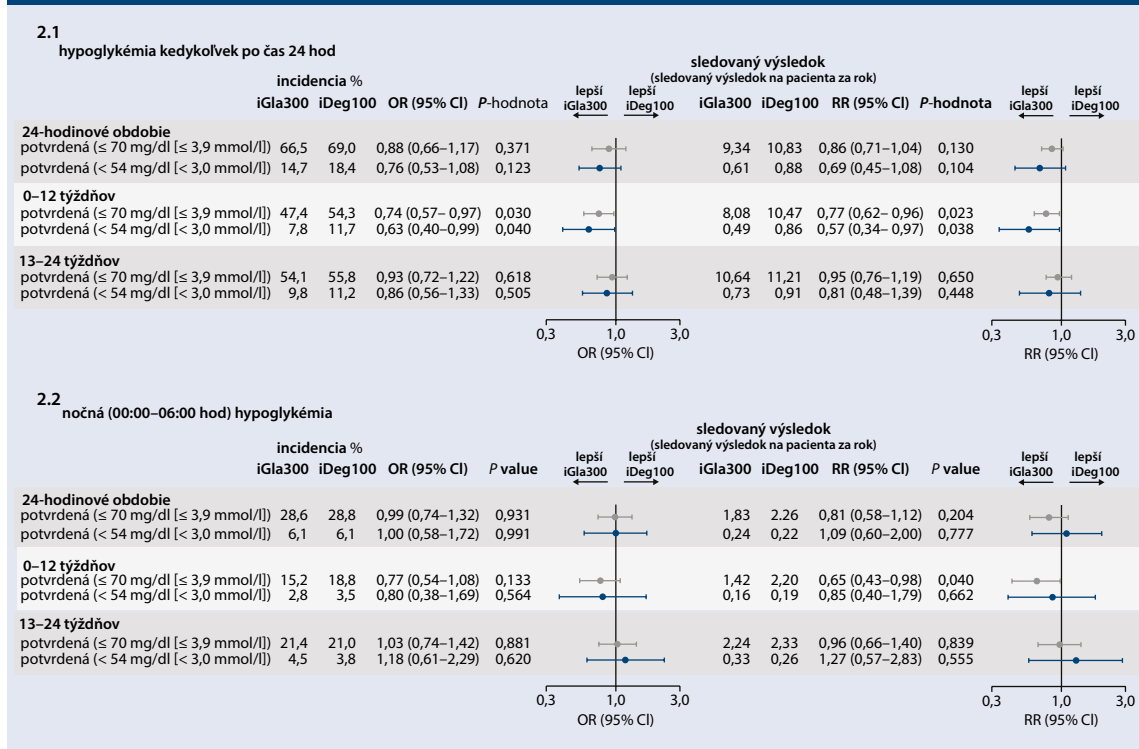 2.1
hypoglykémia kedykoľvek po čas 24 hod
sledovaný výsledok
(sledovaný výsledok na pacienta za rok)
incidencia %
iGla300 iDeg100 OR (95% Cl) P-hodnota lepší iGla300 lepší iDeg100 iGla300 iDeg100 RR (95% Cl) P-hodnota lepší iGla300 lepší iDeg100
24-hodinové obdobie
potvrdená (≤ 70 mg/dl [≤ 3,9 mmol/l]) 66,5 69,0 0,88 (0,66–1,17) 0,371 9,34 10,83 0,86 (0,71–1,04) 0,130
potvrdená (< 54 mg/dl [< 3,0 mmol/l]) 14,7 18,4 0,76 (0,53–1,08) 0,123 0,61 0,88 0,69 (0,45–1,08) 0,104
0–12 týždňov
potvrdená (≤ 70 mg/dl [≤ 3,9 mmol/l]) 47,4 54,3 0,74 (0,57– 0,97) 0,030 8,08 10,47 0,77 (0,62– 0,96) 0,023
potvrdená (< 54 mg/dl [< 3,0 mmol/l]) 7,8 11,7 0,63 (0,40–0,99) 0,040 0,49 0,86 0,57 (0,34– 0,97) 0,038
13–24 týždňov
potvrdená (≤ 70 mg/dl [≤ 3,9 mmol/l]) 54,1 55,8 0,93 (0,72–1,22) 0,618 10,64 11,21 0,95 (0,76–1,19) 0,650
potvrdená (< 54 mg/dl [< 3,0 mmol/l]) 9,8 11,2 0,86 (0,56–1,33) 0,505 0,73 0,91 0,81 (0,48–1,39) 0,448
0,3 1,0 3,0 0,3 1,0 3,0
OR (95% Cl) RR (95% Cl)
2.2
nočná (00:00–06:00 hod) hypoglykémia
sledovaný výsledok
(sledovaný výsledok na pacienta za rok)
incidencia %
iGla300 iDeg100 OR (95% Cl) P value lepší iGla300 lepší iDeg100 iGla300 iDeg100 RR (95% Cl) P value lepší iGla300 lepší iDeg100
24-hodinové obdobie
potvrdená (≤ 70 mg/dl [≤ 3,9 mmol/l]) 28,6 28,8 0,99 (0,74–1,32) 0,931 1,83 2.26 0,81 (0,58–1,12) 0,204
potvrdená (< 54 mg/dl [< 3,0 mmol/l]) 6,1 6,1 1,00 (0,58–1,72) 0,991 0,24 0,22 1,09 (0,60–2,00) 0,777
0–12 týždňov
potvrdená (≤ 70 mg/dl [≤ 3,9 mmol/l]) 15,2 18,8 0,77 (0,54–1,08) 0,133 1,42 2,20 0,65 (0,43–0,98) 0,040
potvrdená (< 54 mg/dl [< 3,0 mmol/l]) 2,8 3,5 0,80 (0,38–1,69) 0,564 0,16 0,19 0,85 (0,40–1,79) 0,662
13–24 týždňov
potvrdená (≤ 70 mg/dl [≤ 3,9 mmol/l]) 21,4 21,0 1,03 (0,74–1,42) 0,881 2,24 2,33 0,96 (0,66–1,40) 0,839
potvrdená (< 54 mg/dl [< 3,0 mmol/l]) 4,5 3,8 1,18 (0,61–2,29) 0,620 0,33 0,26 1,27 (0,57–2,83) 0,555
0,3 1,0 3,0 0,3 1,0 3,0
OR (95% Cl) RR (95% Cl)